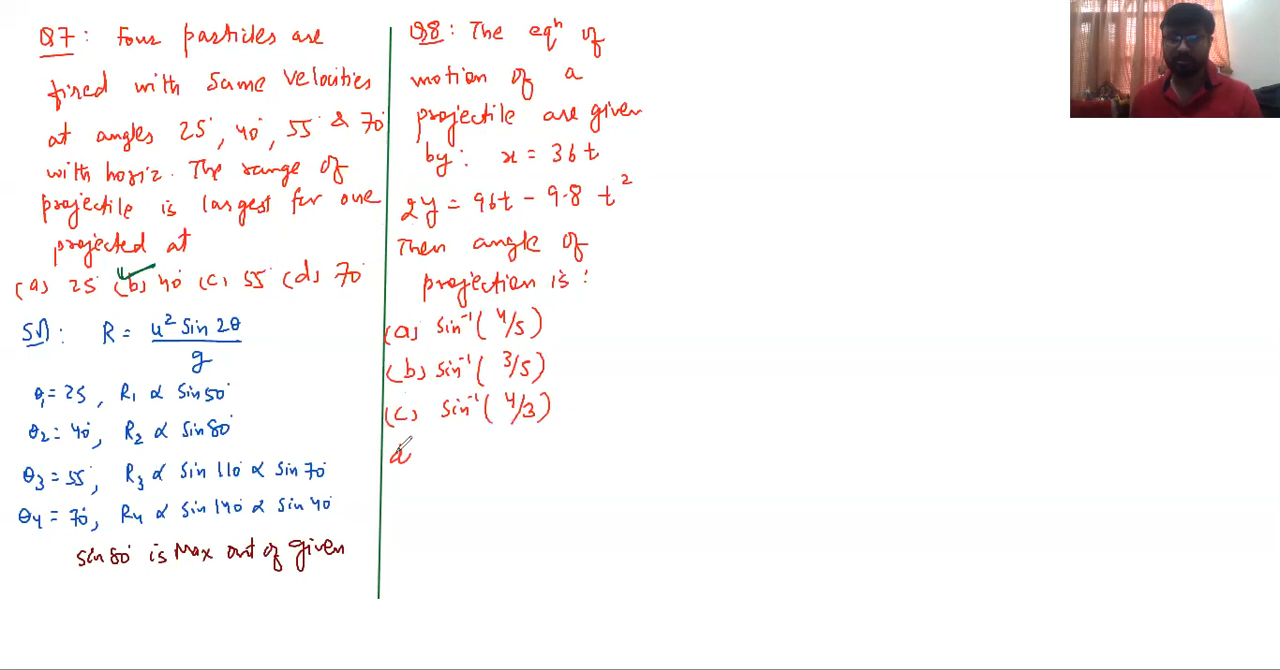 Q7: Four particles are
fired with same velocities
at angles 25°, 40°, 55° & 70°
with horiz. The range of
projectile is largest for one
projected at
(a) 25° (b) 40° (c) 55° (d) 70°
Sol: R = u² sin 2θ / g
θ₁ = 25, R₁ ∝ sin 50°
θ₂ = 40°, R₂ ∝ sin 80°
θ₃ = 55°, R₃ ∝ sin 110° ∝ sin 70°
θ₄ = 70°, R₄ ∝ sin 140° ∝ sin 40°
sin 80° is Max out of given
Q8: The eqⁿ of
motion of a
projectile are given
by: x = 36t
2y = 96t - 9.8 t²
Then angle of
projection is:
(a) sin⁻¹(4/5)
(b) sin⁻¹(3/5)
(c) sin⁻¹(4/3)
d